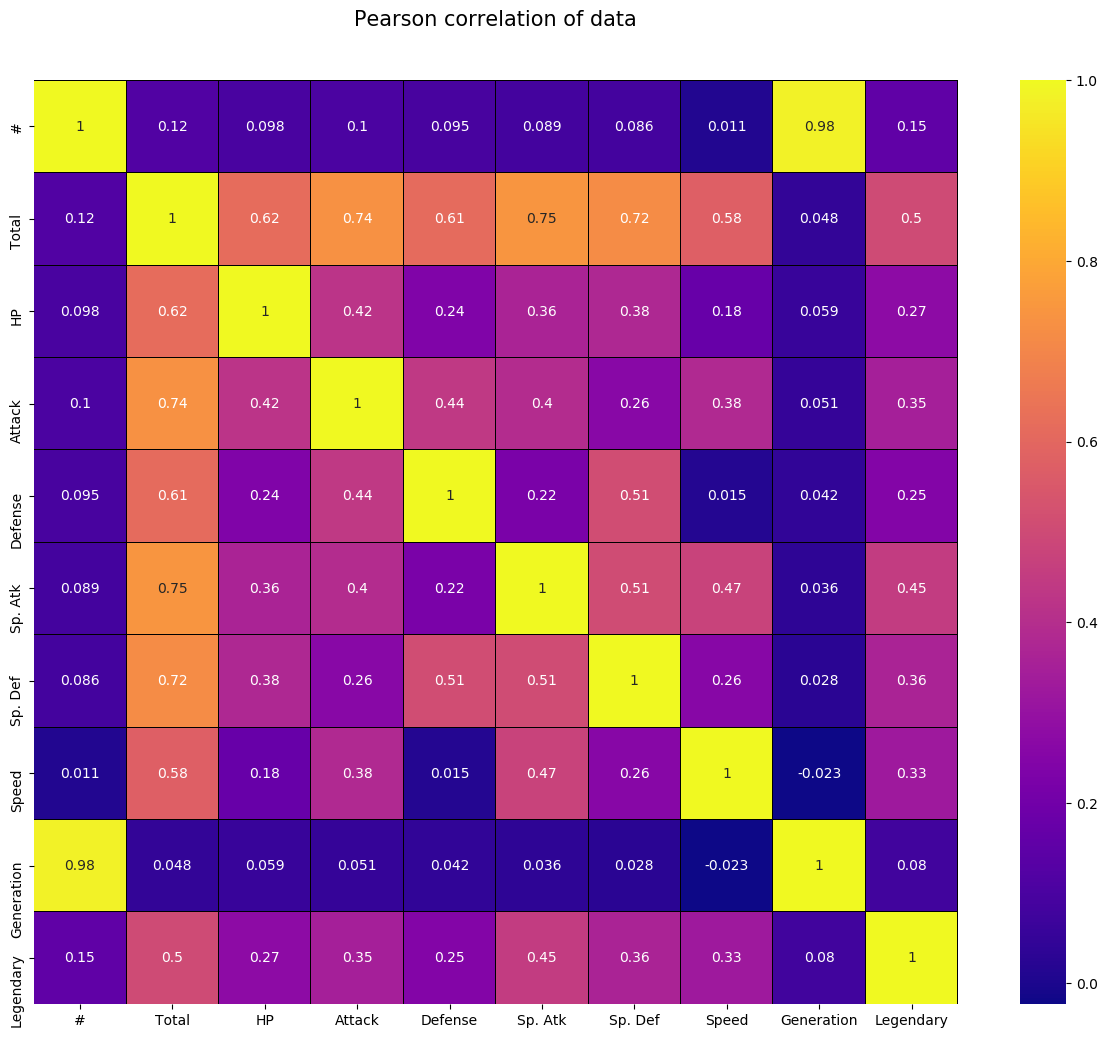 Pearson correlation of data
# 1 0.12 0.098 0.1 0.095 0.089 0.086 0.011 0.98 0.15
Total 0.12 1 0.62 0.74 0.61 0.75 0.72 0.58 0.048 0.5
HP 0.098 0.62 1 0.42 0.24 0.36 0.38 0.18 0.059 0.27
Attack 0.1 0.74 0.42 1 0.44 0.4 0.26 0.38 0.051 0.35
Defense 0.095 0.61 0.24 0.44 1 0.22 0.51 0.015 0.042 0.25
Sp. Atk 0.089 0.75 0.36 0.4 0.22 1 0.51 0.47 0.036 0.45
Sp. Def 0.086 0.72 0.38 0.26 0.51 0.51 1 0.26 0.028 0.36
Speed 0.011 0.58 0.18 0.38 0.015 0.47 0.26 1 -0.023 0.33
Generation 0.98 0.048 0.059 0.051 0.042 0.036 0.028 -0.023 1 0.08
Legendary 0.15 0.5 0.27 0.35 0.25 0.45 0.36 0.33 0.08 1
# Total HP Attack Defense Sp. Atk Sp. Def Speed Generation Legendary
1.0
0.8
0.6
0.4
0.2
0.0